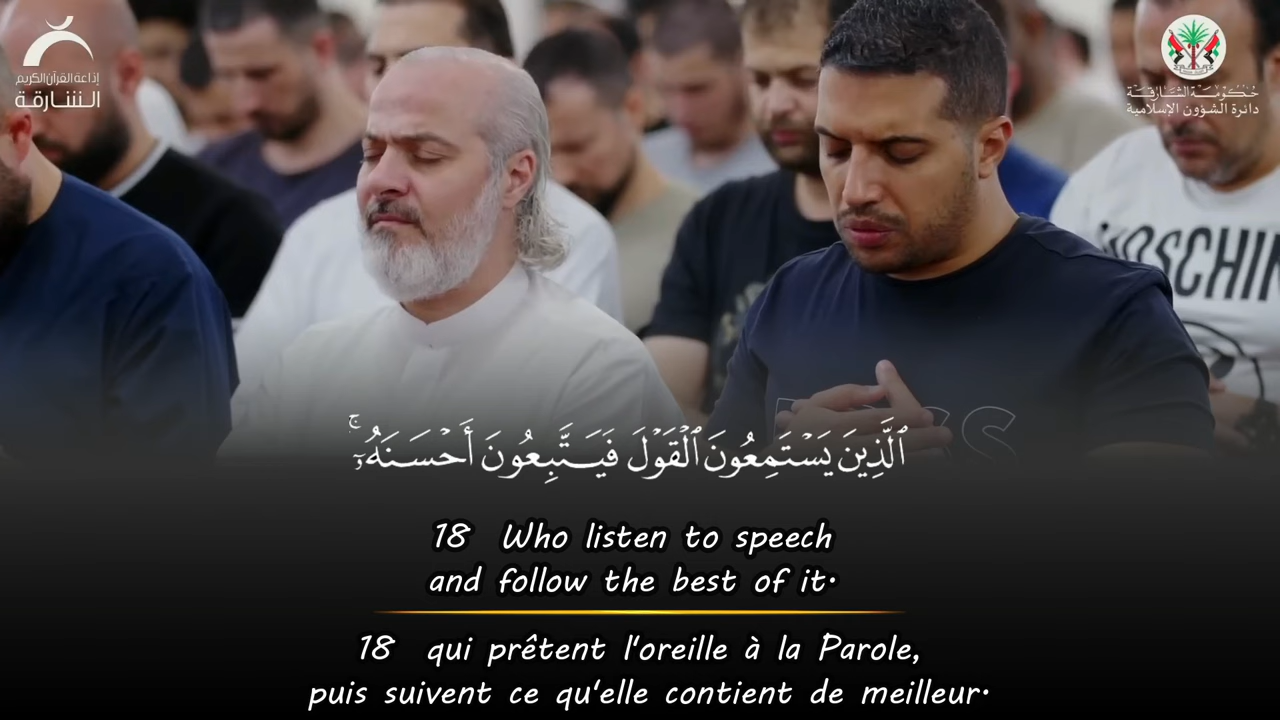 إذاعة القرآن الكريم
الشارقة
حكومة الشارقة
دائرة الشؤون الإسلامية
MOSCHIN
ٱلَّذِينَ يَسْتَمِعُونَ ٱلْقَوْلَ فَيَتَّبِعُونَ أَحْسَنَهُۥٓ ۚ
18 Who listen to speech
and follow the best of it.
18 qui prêtent l'oreille à la Parole,
puis suivent ce qu'elle contient de meilleur.